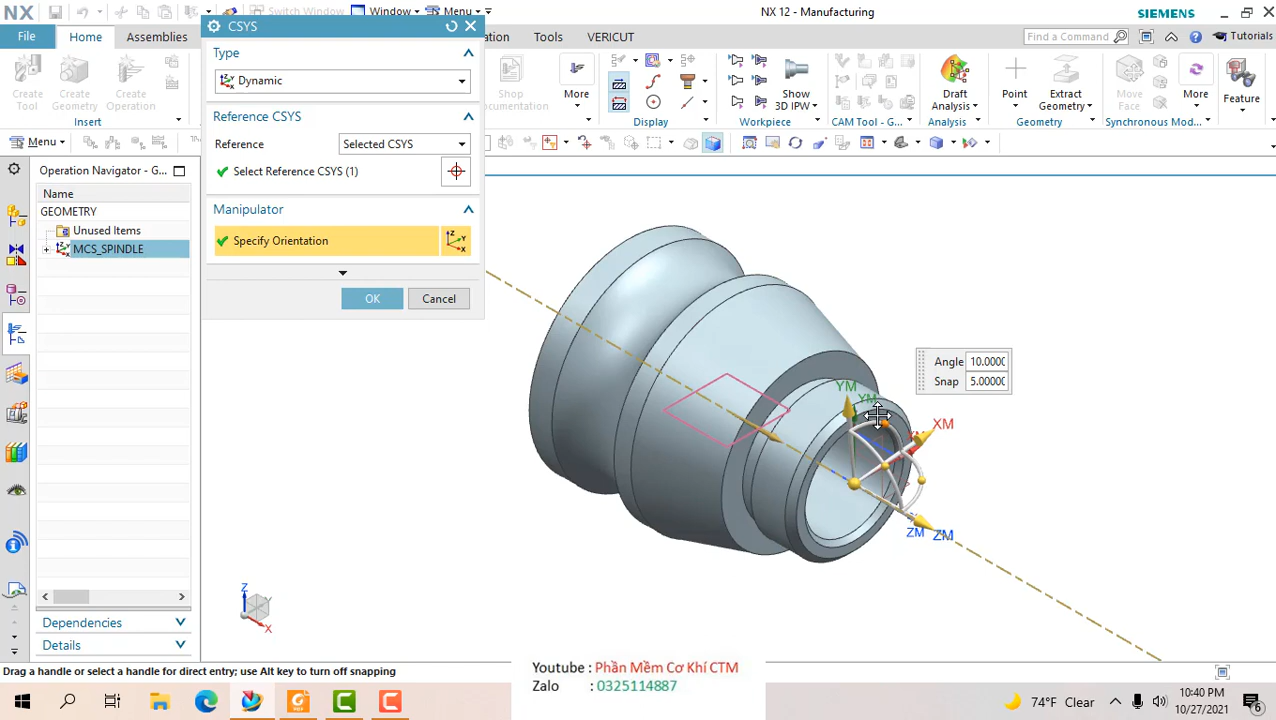 NX
Switch Window
Window
Menu
NX 12 - Manufacturing
SIEMENS
File
Home
Assemblies
Tools
VERICUT
Find a Command
Tutorials
Create Tool
Create Geometry
Create Operation
Insert
Shop Documentation
More
Display
Show 3D IPW
Workpiece
CAM Tool - G...
Draft Analysis
Analysis
Point
Extract Geometry
Geometry
Move Face
More
Synchronous Mod...
Feature
Menu
CSYS
Type
Dynamic
Reference CSYS
Reference
Selected CSYS
Select Reference CSYS (1)
Manipulator
Specify Orientation
OK
Cancel
Operation Navigator - G...
Name
GEOMETRY
Unused Items
MCS_SPINDLE
Dependencies
Details
Angle 10.0000
Snap 5.00000
YM
YM
XM
ZM
ZM
Z
Y
X
Drag a handle or select a handle for direct entry; use Alt key to turn off snapping
Youtube : Phần Mềm Cơ Khí CTM
Zalo : 0325114887
74°F Clear
10:40 PM
10/27/2021
6